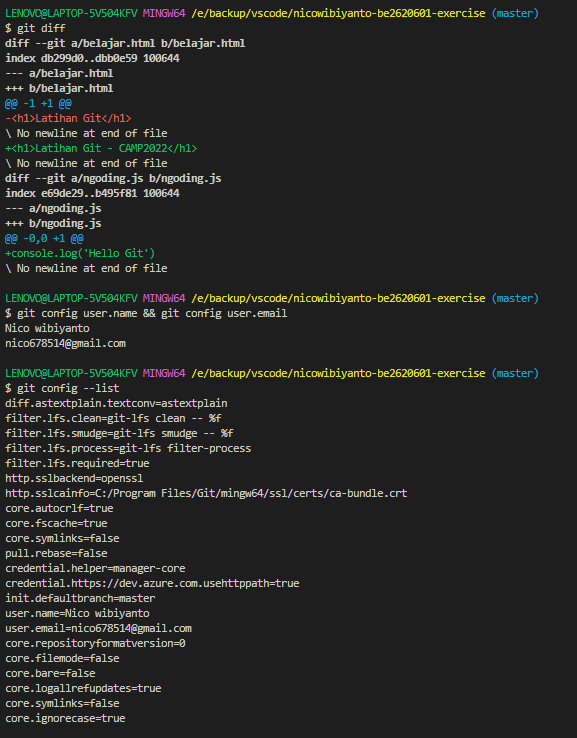 LENOVO@LAPTOP-5V504KFV MINGW64 /e/backup/vscode/nicowibiyanto-be2620601-exercise (master)
$ git diff
diff --git a/belajar.html b/belajar.html
index db299d0..dbb0e59 100644
--- a/belajar.html
+++ b/belajar.html
@@ -1 +1 @@
-<h1>Latihan Git</h1>
\ No newline at end of file
+<h1>Latihan Git - CAMP2022</h1>
\ No newline at end of file
diff --git a/ngoding.js b/ngoding.js
index e69de29..b495f81 100644
--- a/ngoding.js
+++ b/ngoding.js
@@ -0,0 +1 @@
+console.log('Hello Git')
\ No newline at end of file
LENOVO@LAPTOP-5V504KFV MINGW64 /e/backup/vscode/nicowibiyanto-be2620601-exercise (master)
$ git config user.name && git config user.email
Nico wibiyanto
nico678514@gmail.com
LENOVO@LAPTOP-5V504KFV MINGW64 /e/backup/vscode/nicowibiyanto-be2620601-exercise (master)
$ git config --list
diff.astextplain.textconv=astextplain
filter.lfs.clean=git-lfs clean -- %f
filter.lfs.smudge=git-lfs smudge -- %f
filter.lfs.process=git-lfs filter-process
filter.lfs.required=true
http.sslbackend=openssl
http.sslcainfo=C:/Program Files/Git/mingw64/ssl/certs/ca-bundle.crt
core.autocrlf=true
core.fscache=true
core.symlinks=false
pull.rebase=false
credential.helper=manager-core
credential.https://dev.azure.com.usehttppath=true
init.defaultbranch=master
user.name=Nico wibiyanto
user.email=nico678514@gmail.com
core.repositoryformatversion=0
core.filemode=false
core.bare=false
core.logallrefupdates=true
core.symlinks=false
core.ignorecase=true